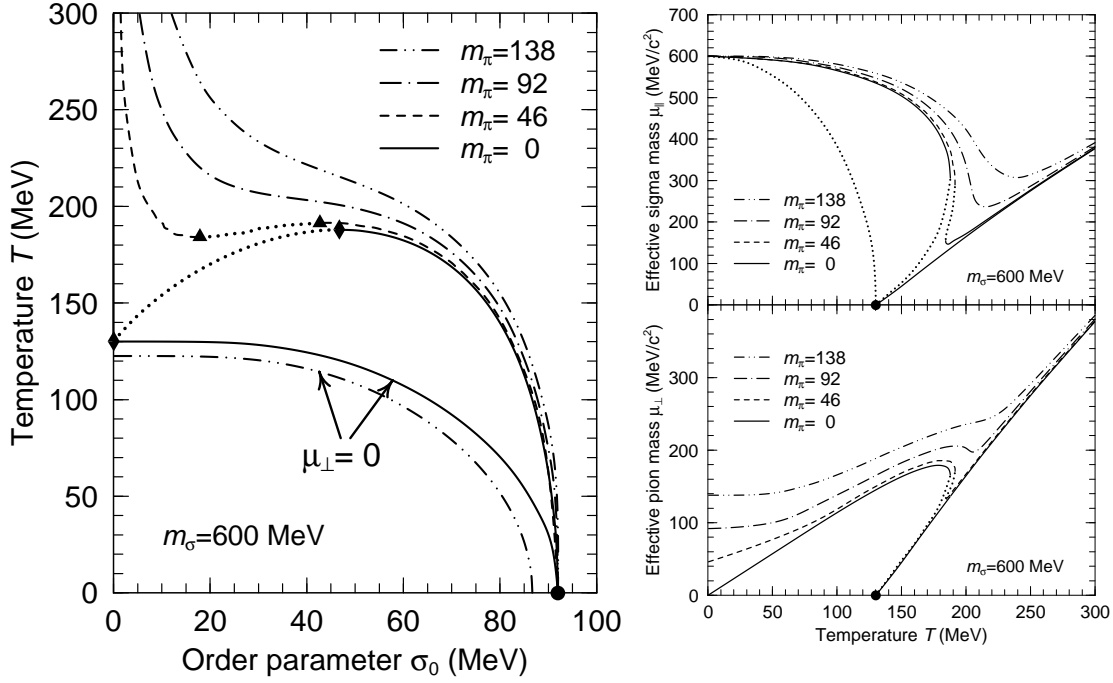 300
250
200
150
100
50
0
Temperature T (MeV)
mπ=138
mπ= 92
mπ= 46
mπ= 0
μ⊥= 0
mσ=600 MeV
0 20 40 60 80 100
Order parameter σ0 (MeV)
700
600
500
400
300
200
100
0
Effective sigma mass μ∥ (MeV/c²)
mπ=138
mπ= 92
mπ= 46
mπ= 0
mσ=600 MeV
300
200
100
0
Effective pion mass μ⊥ (MeV/c²)
mπ=138
mπ= 92
mπ= 46
mπ= 0
mσ=600 MeV
0 50 100 150 200 250 300
Temperature T (MeV)